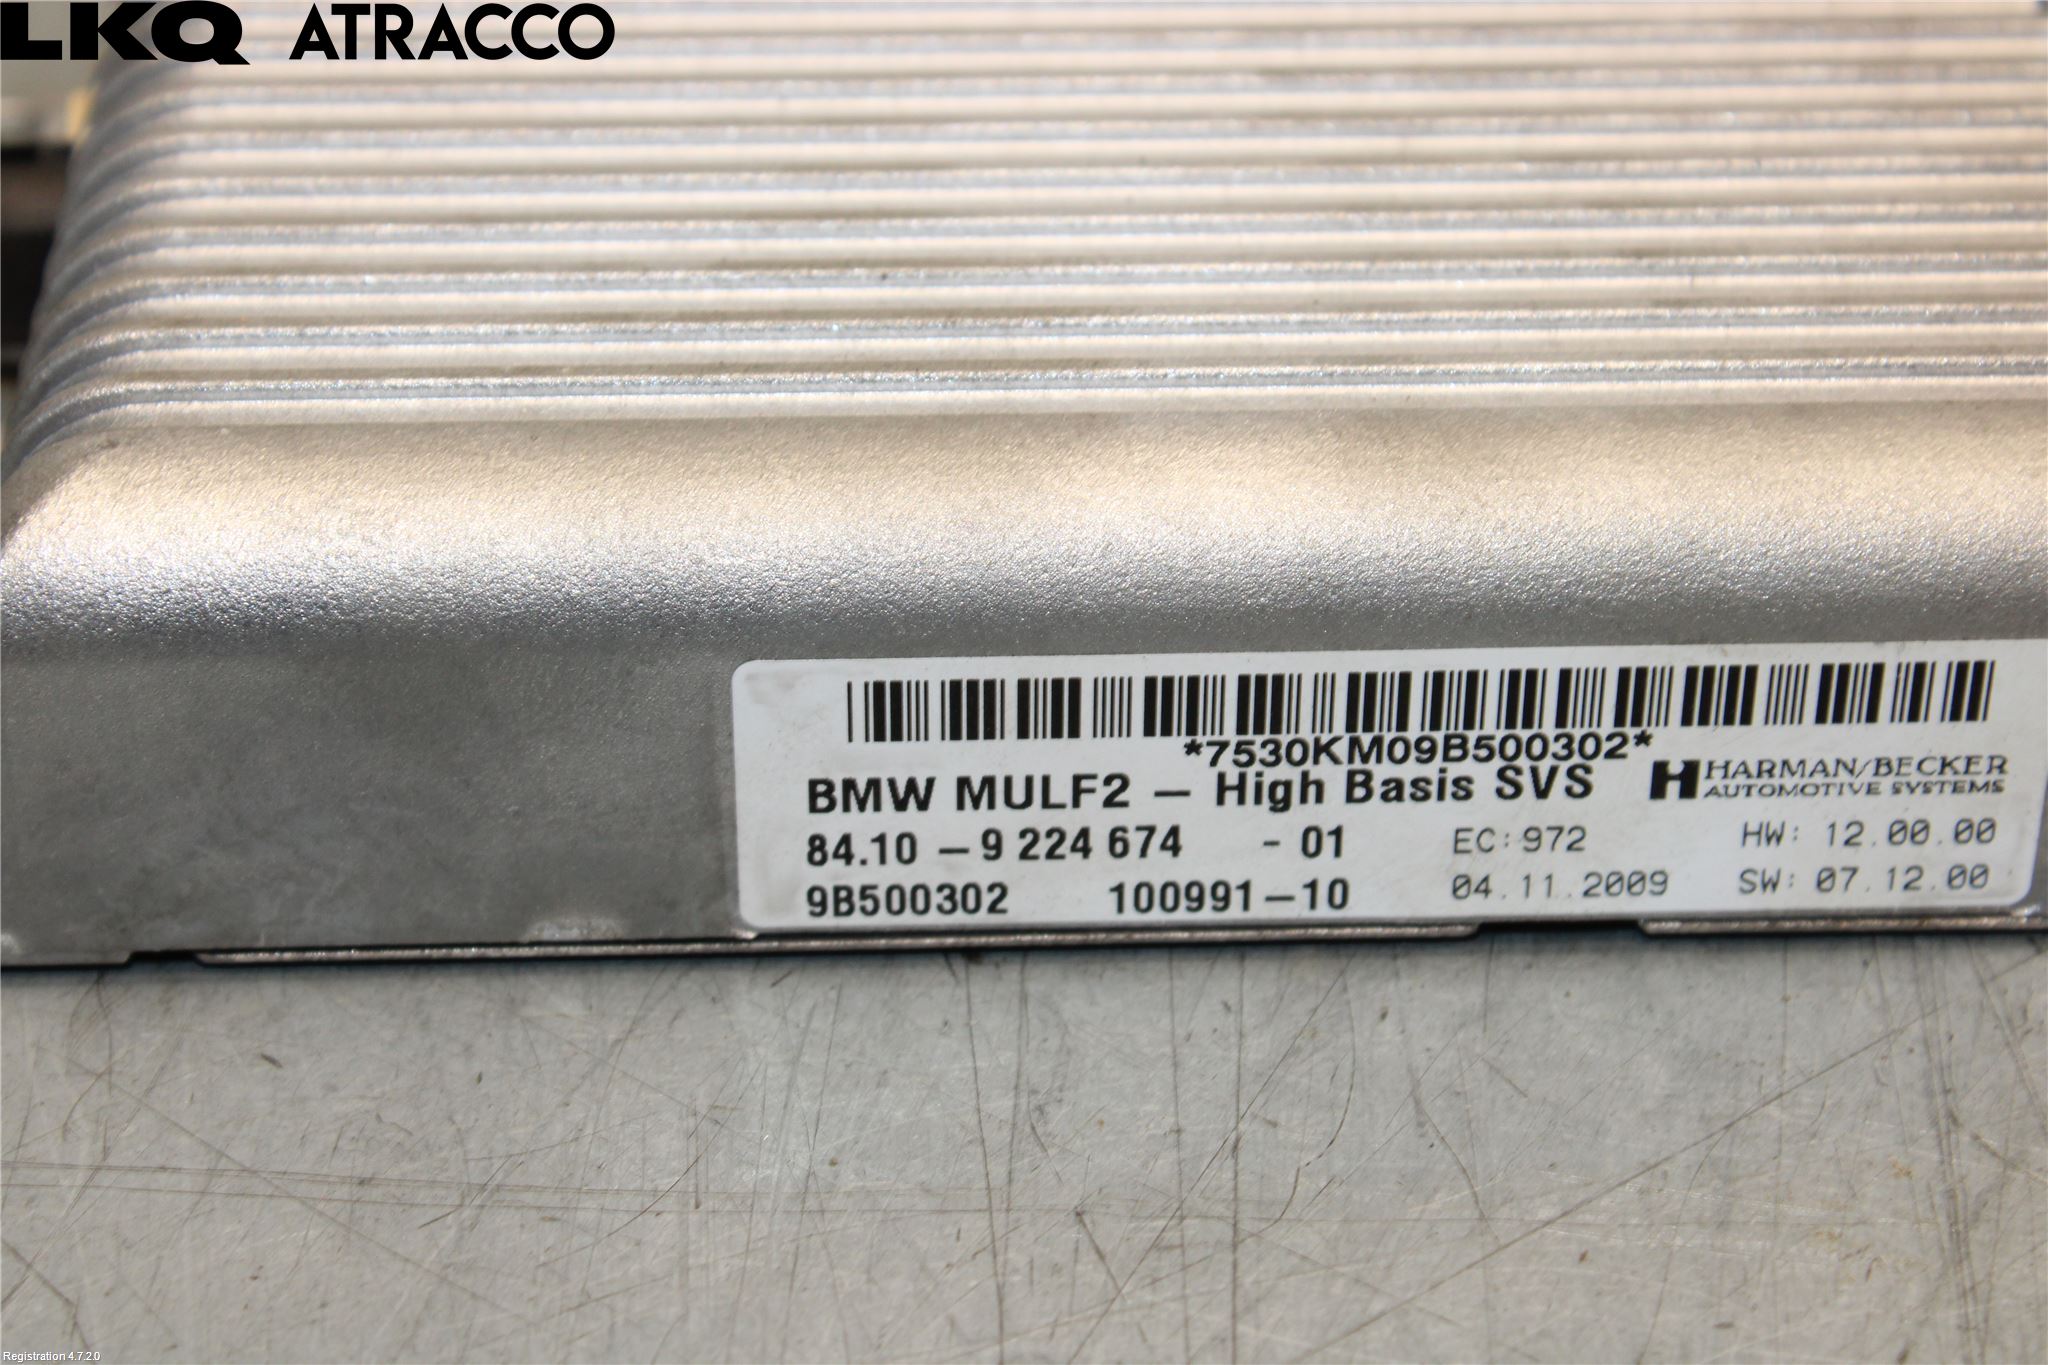 LKQ ATRACCO
*7530KM09B500302*
BMW MULF2 – High Basis SVS
HARMAN/BECKER
AUTOMOTIVE SYSTEMS
84.10 – 9 224 674 - 01 EC: 972 HW: 12.00.00
9B500302 100991–10 04.11.2009 SW: 07.12.00
Registration 4.7.2.0